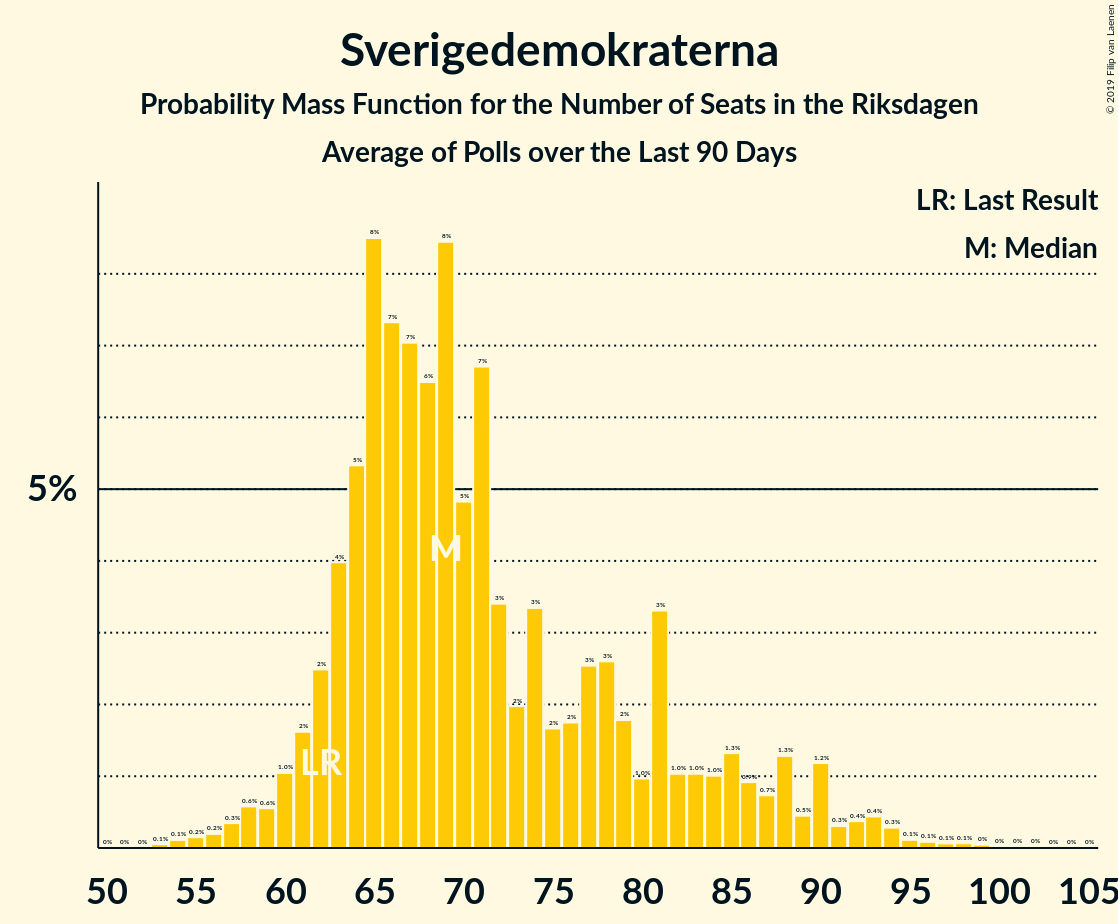 Sverigedemokraterna
Probability Mass Function for the Number of Seats in the Riksdagen
Average of Polls over the Last 90 Days
© 2019 Filip van Laenen
LR: Last Result
M: Median
5%
0% 0% 0% 0.1% 0.1% 0.2% 0.2% 0.3% 0.6% 0.6% 1.0% 2% 2% 4% 5% 8% 7% 7% 6% 8% 5% 7% 3% 2% 3% 2% 2% 3% 3% 2% 1.0% 3% 1.0% 1.0% 1.0% 1.3% 0.9% 0.7% 1.3% 0.5% 1.2% 0.3% 0.4% 0.4% 0.3% 0.1% 0.1% 0.1% 0.1% 0% 0% 0% 0% 0% 0% 0%
M
LR
50 55 60 65 70 75 80 85 90 95 100 105